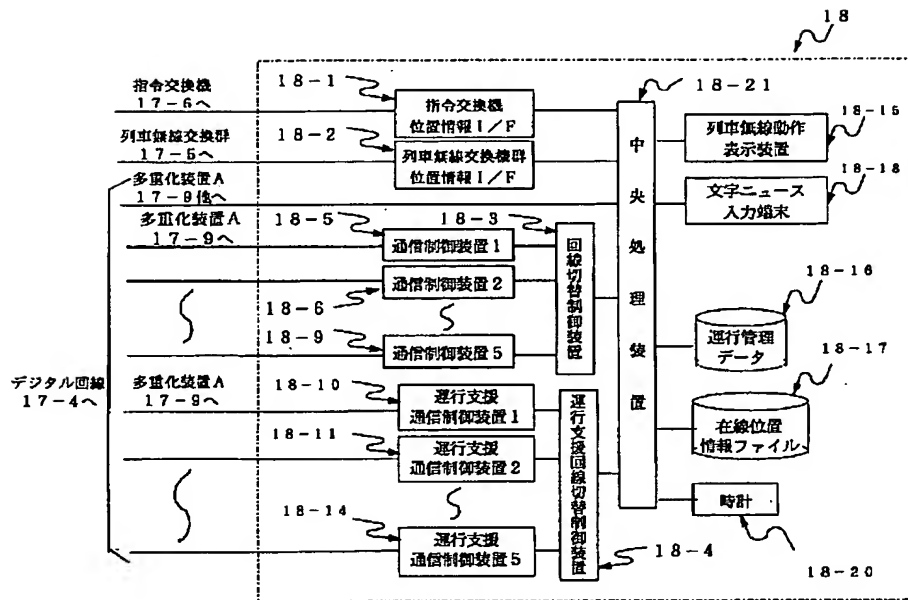 18
指令交換機
17-6へ
18-1
指令交換機
位置情報I/F
18-21
列車無線交換群
17-5へ
18-2
列車無線交換機群
位置情報I/F
列車無線動作
表示装置
18-15
多重化装置A
17-9他へ
文字ニュース
入力端末
18-18
多重化装置A
17-9へ
18-5
通信制御装置1
18-3
回線切替制御装置
中央処理装置
通信制御装置2
18-6
18-9
通信制御装置5
18-16
運行管理
データ
デジタル回線
17-4へ
多重化装置A
17-9へ
18-10
運行支援
通信制御装置1
18-17
在線位置
情報ファイル
18-11
運行支援
通信制御装置2
運行支援回線切替制御装置
18-14
運行支援
通信制御装置5
18-4
時計
18-20